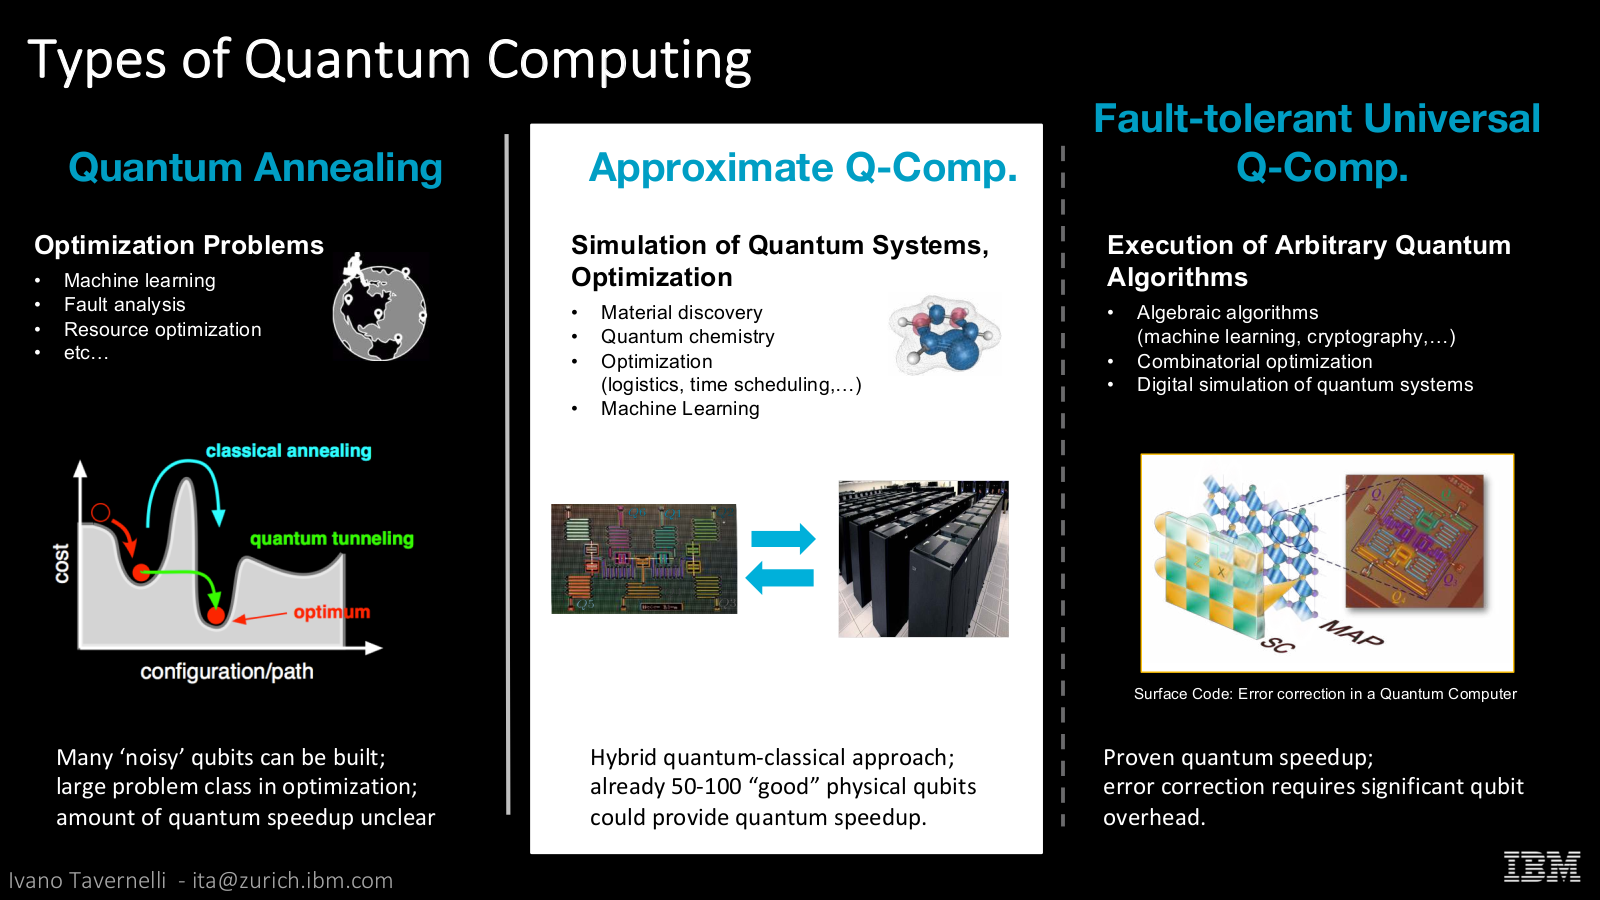 Types of Quantum Computing
Quantum Annealing
Optimization Problems
• Machine learning
• Fault analysis
• Resource optimization
• etc…
classical annealing
quantum tunneling
optimum
cost
configuration/path
Many ‘noisy’ qubits can be built;
large problem class in optimization;
amount of quantum speedup unclear
Approximate Q-Comp.
Simulation of Quantum Systems,
Optimization
• Material discovery
• Quantum chemistry
• Optimization
(logistics, time scheduling,…)
• Machine Learning
Q5
Q3
Hybrid quantum-classical approach;
already 50-100 “good” physical qubits
could provide quantum speedup.
Fault-tolerant Universal
Q-Comp.
Execution of Arbitrary Quantum
Algorithms
• Algebraic algorithms
(machine learning, cryptography,…)
• Combinatorial optimization
• Digital simulation of quantum systems
X
SC
MAP
Surface Code: Error correction in a Quantum Computer
Proven quantum speedup;
error correction requires significant qubit
overhead.
Ivano Tavernelli - ita@zurich.ibm.com
IBM